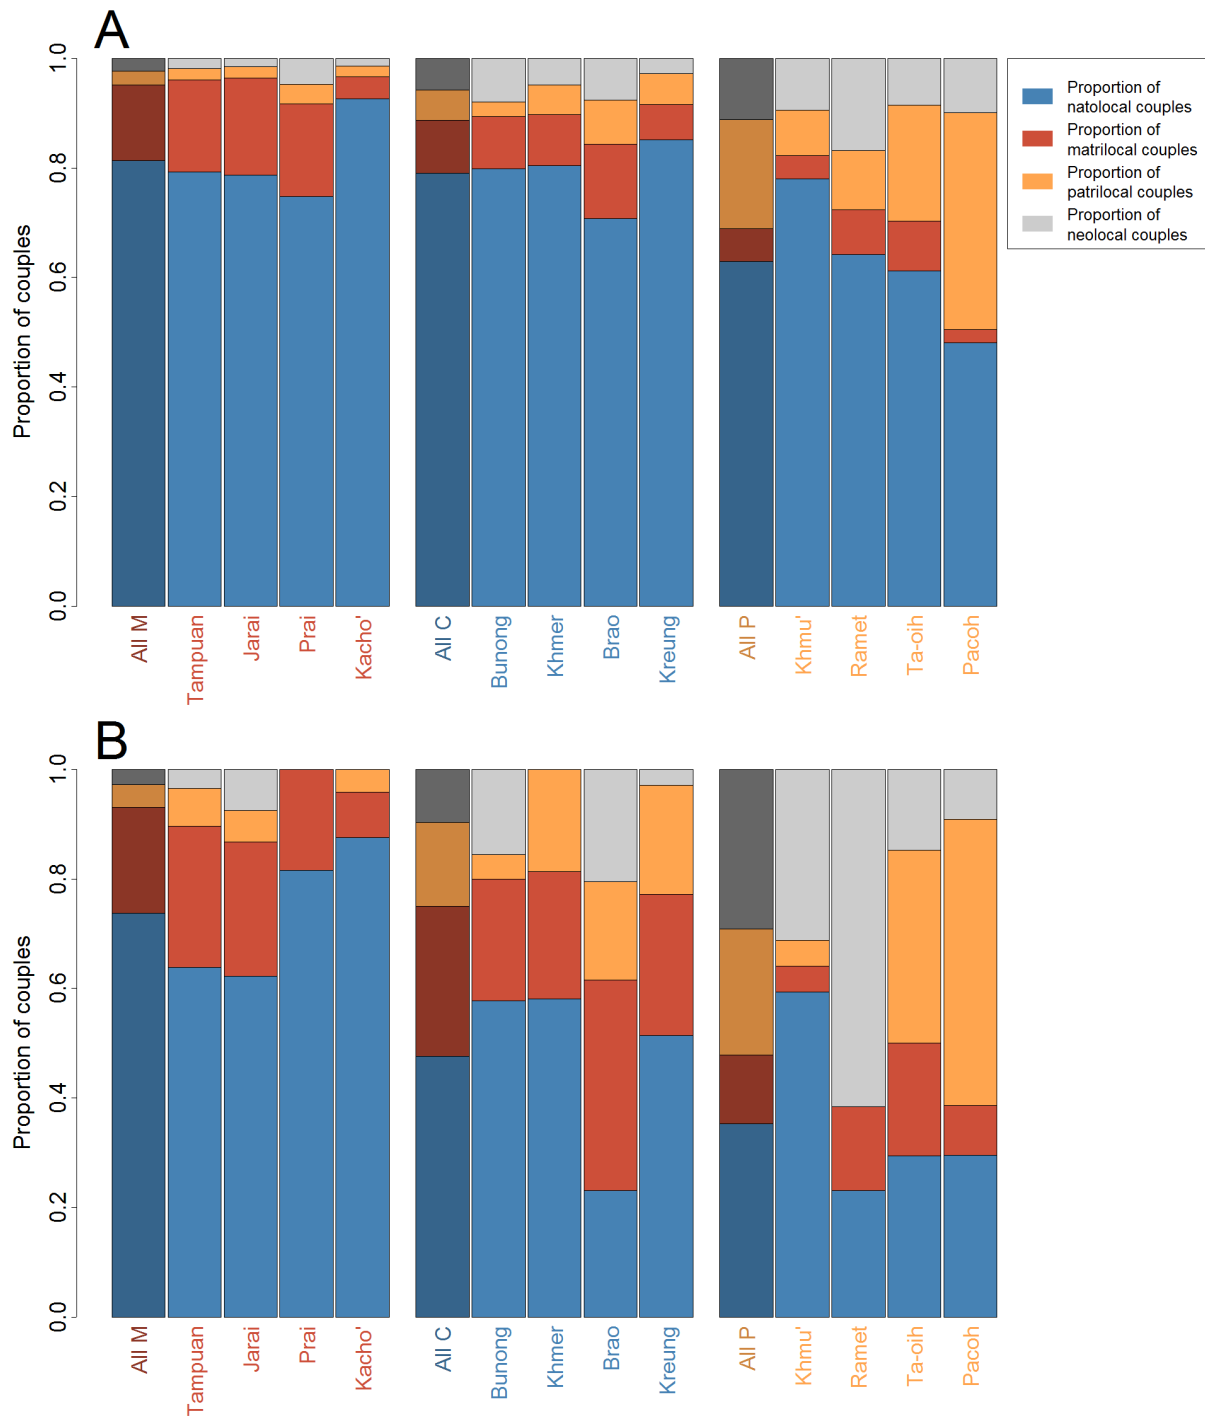 A
Proportion of couples
0.0
0.2
0.4
0.6
0.8
1.0
All M
Tampuan
Jarai
Prai
Kacho'
All C
Bunong
Khmer
Brao
Kreung
All P
Khmu'
Ramet
Ta-oih
Pacoh
Proportion of
natolocal couples
Proportion of
matrilocal couples
Proportion of
patrilocal couples
Proportion of
neolocal couples
B
Proportion of couples
0.0
0.2
0.4
0.6
0.8
1.0
All M
Tampuan
Jarai
Prai
Kacho'
All C
Bunong
Khmer
Brao
Kreung
All P
Khmu'
Ramet
Ta-oih
Pacoh